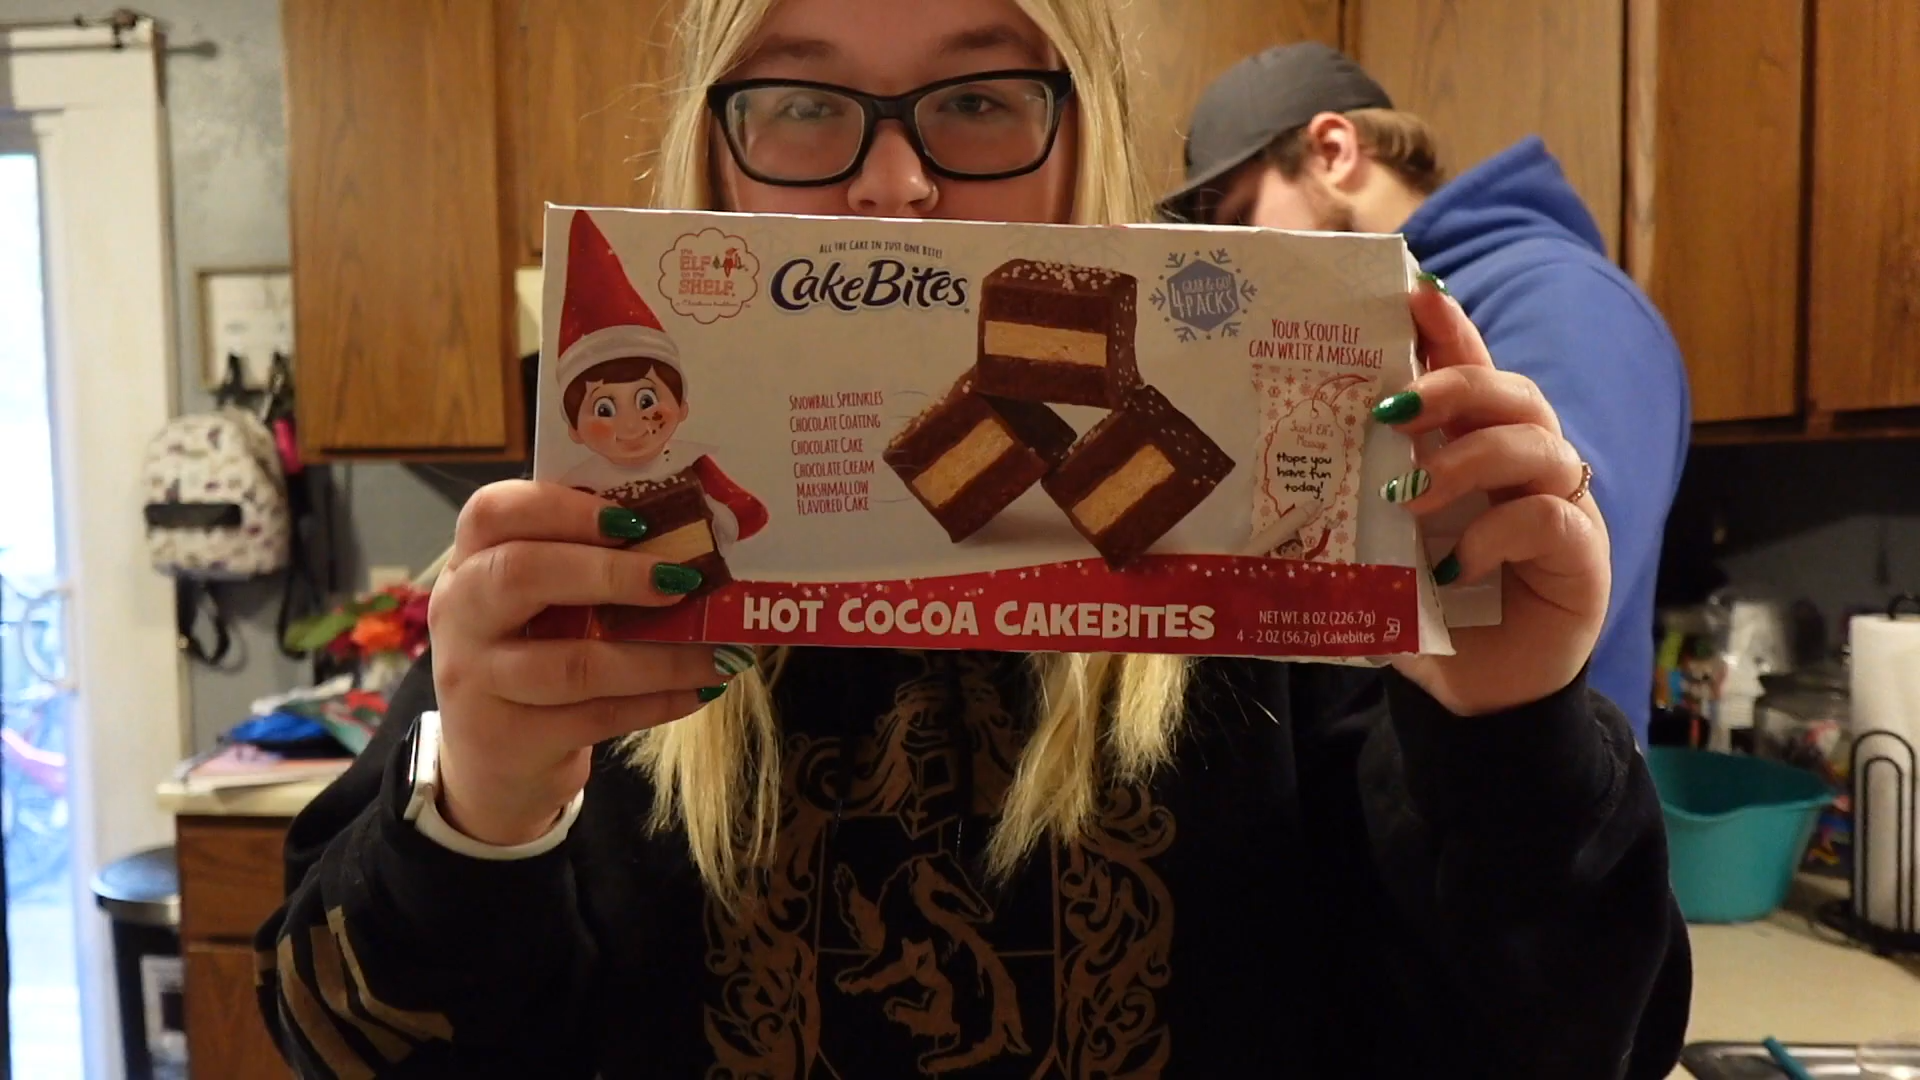 the
ELF
on the
SHELF
a Christmas tradition
ALL THE CAKE IN JUST ONE BITE!
CakeBites
4 GRAB & GO!
PACKS
YOUR SCOUT ELF
CAN WRITE A MESSAGE!
SNOWBALL SPRINKLES
CHOCOLATE COATING
CHOCOLATE CAKE
CHOCOLATE CREAM
MARSHMALLOW
FLAVORED CAKE
Scout Elf's
Message
Hope you
have fun
today!
HOT COCOA CAKEBITES
NET WT. 8 OZ (226.7g)
4 - 2 OZ (56.7g) Cakebites